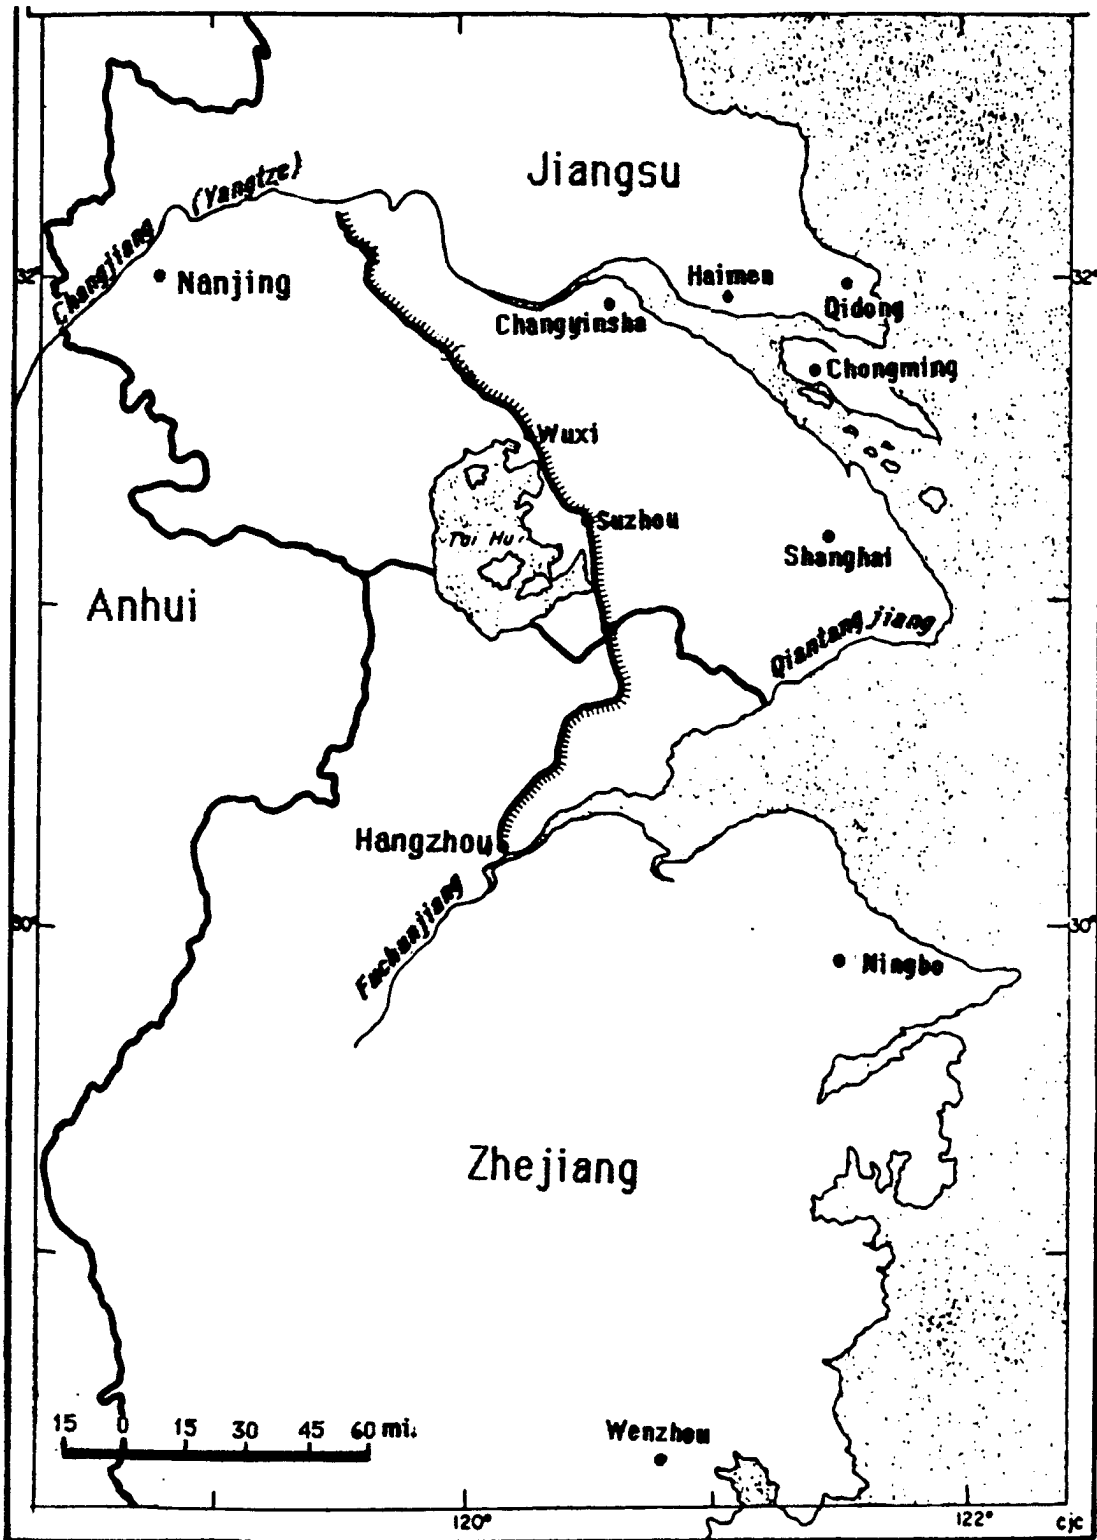 Jiangsu
(Yangtze)
Changjiang
32°
32°
Nanjing
Haimen
Qidong
Changyinsha
Chongming
Wuxi
Suzhou
Tai Hu
Shanghai
Anhui
Qiantangjiang
Hangzhou
30°
30°
Fuchunjiang
Ningbo
Zhejiang
15 0 15 30 45 60 mi.
Wenzhou
120°
122°
cjc